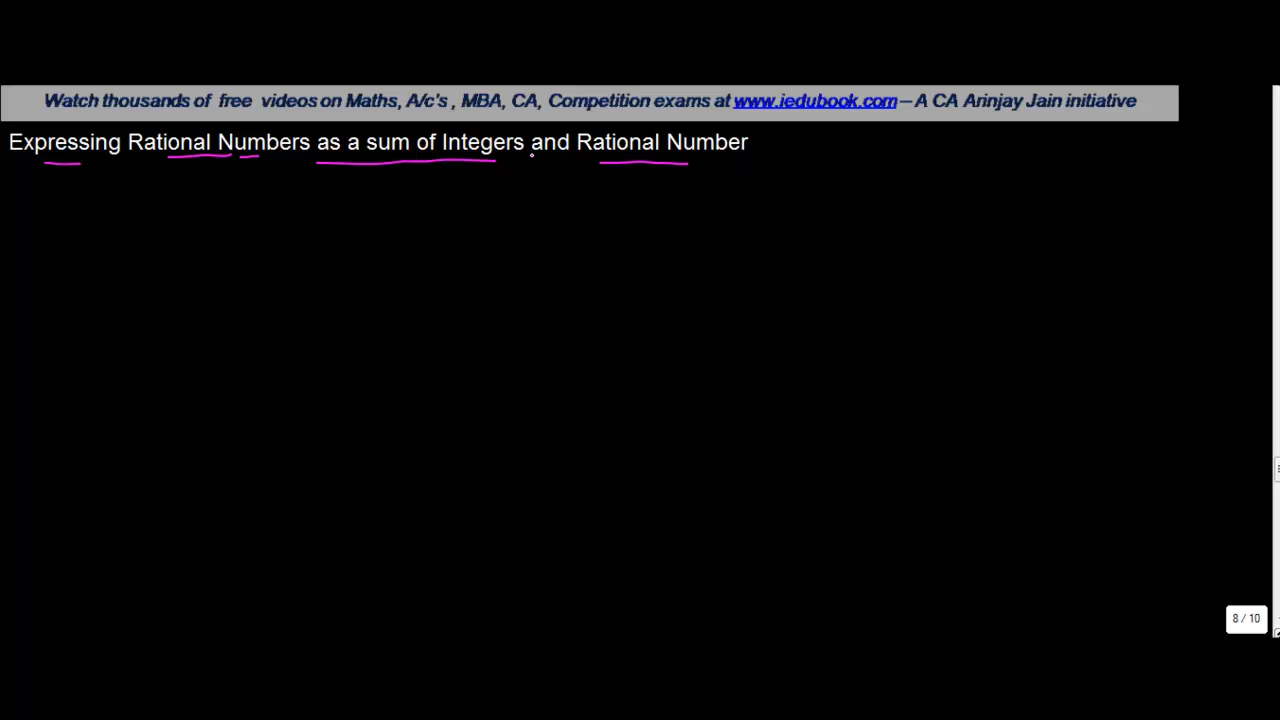 Watch thousands of free videos on Maths, A/c's , MBA, CA, Competition exams at www.iedubook.com – A CA Arinjay Jain initiative
Expressing Rational Numbers as a sum of Integers and Rational Number
8 / 10